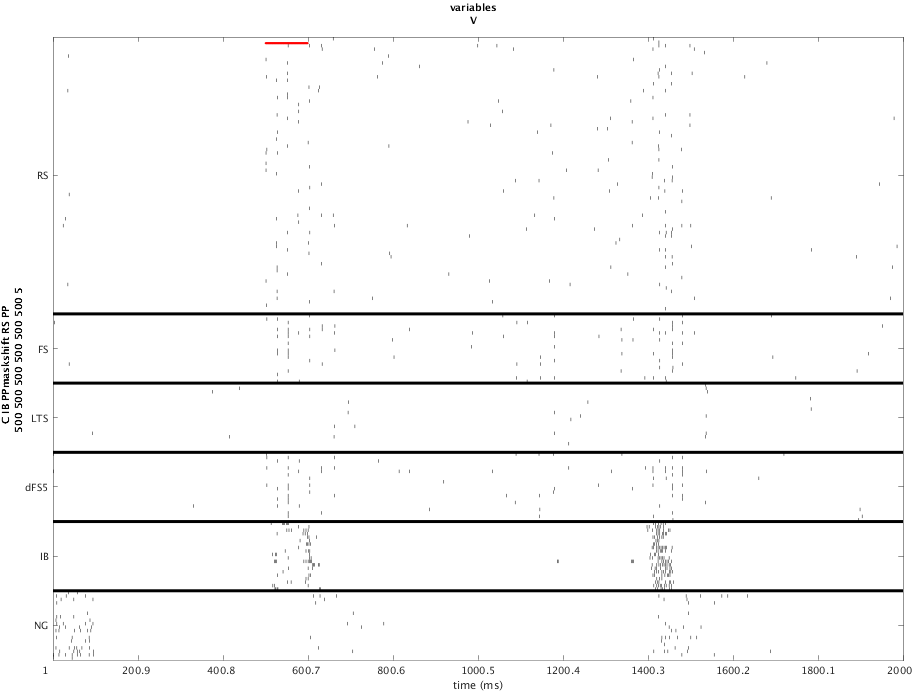 variables
V
RS
FS
LTS
dFS5
IB
NG
C IB PPmaskshift RS PP
500 500 500 500 500 500 5
1
200.9
400.8
600.7
800.6
1000.5
1200.4
1400.3
1600.2
1800.1
2000
time (ms)